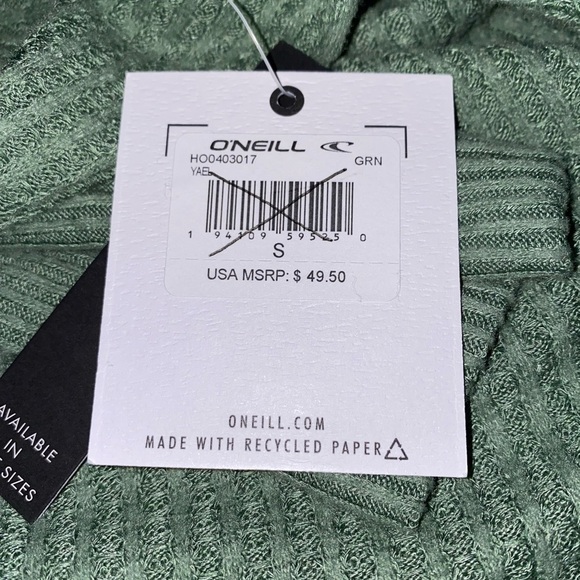 O'NEILL
HO0403017 GRN
YAEL
1 94109 59525 0
S
USA MSRP: $ 49.50
ONEILL.COM
MADE WITH RECYCLED PAPER
AVAILABLE
IN
SIZES